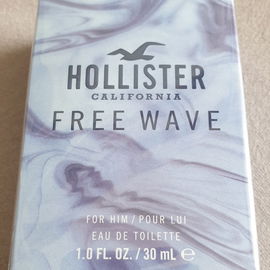 HOLLISTER
CALIFORNIA
FREE WAVE
FOR HIM / POUR LUI
EAU DE TOILETTE
1.0 FL. OZ. / 30 mL ℮